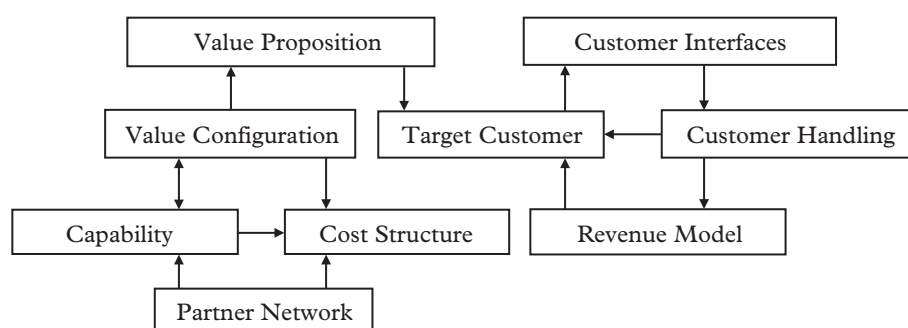 Value Proposition
Customer Interfaces
Value Configuration
Target Customer
Customer Handling
Capability
Cost Structure
Revenue Model
Partner Network